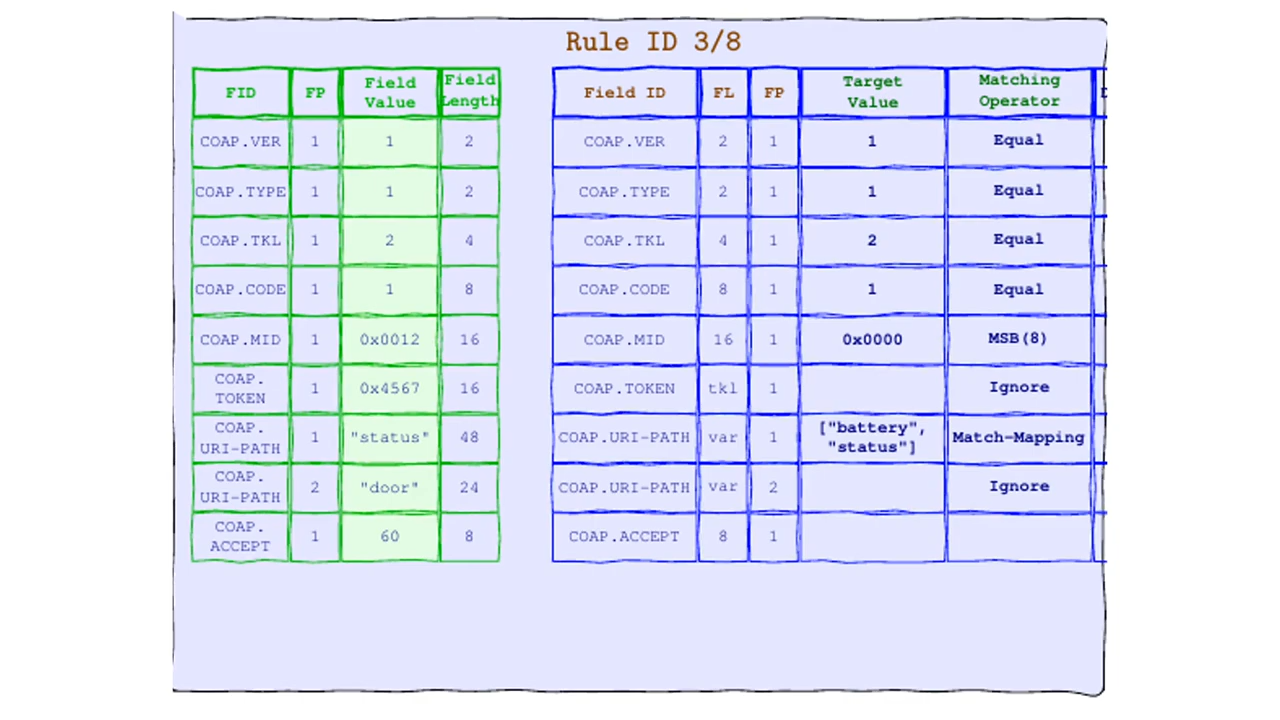 Rule ID 3/8
FID FP Field Value Field Length
COAP.VER 1 1 2
COAP.TYPE 1 1 2
COAP.TKL 1 2 4
COAP.CODE 1 1 8
COAP.MID 1 0x0012 16
COAP. TOKEN 1 0x4567 16
COAP. URI-PATH 1 "status" 48
COAP. URI-PATH 2 "door" 24
COAP. ACCEPT 1 60 8
Field ID FL FP Target Value Matching Operator
COAP.VER 2 1 1 Equal
COAP.TYPE 2 1 1 Equal
COAP.TKL 4 1 2 Equal
COAP.CODE 8 1 1 Equal
COAP.MID 16 1 0x0000 MSB(8)
COAP.TOKEN tkl 1 Ignore
COAP.URI-PATH var 1 ["battery", "status"] Match-Mapping
COAP.URI-PATH var 2 Ignore
COAP.ACCEPT 8 1